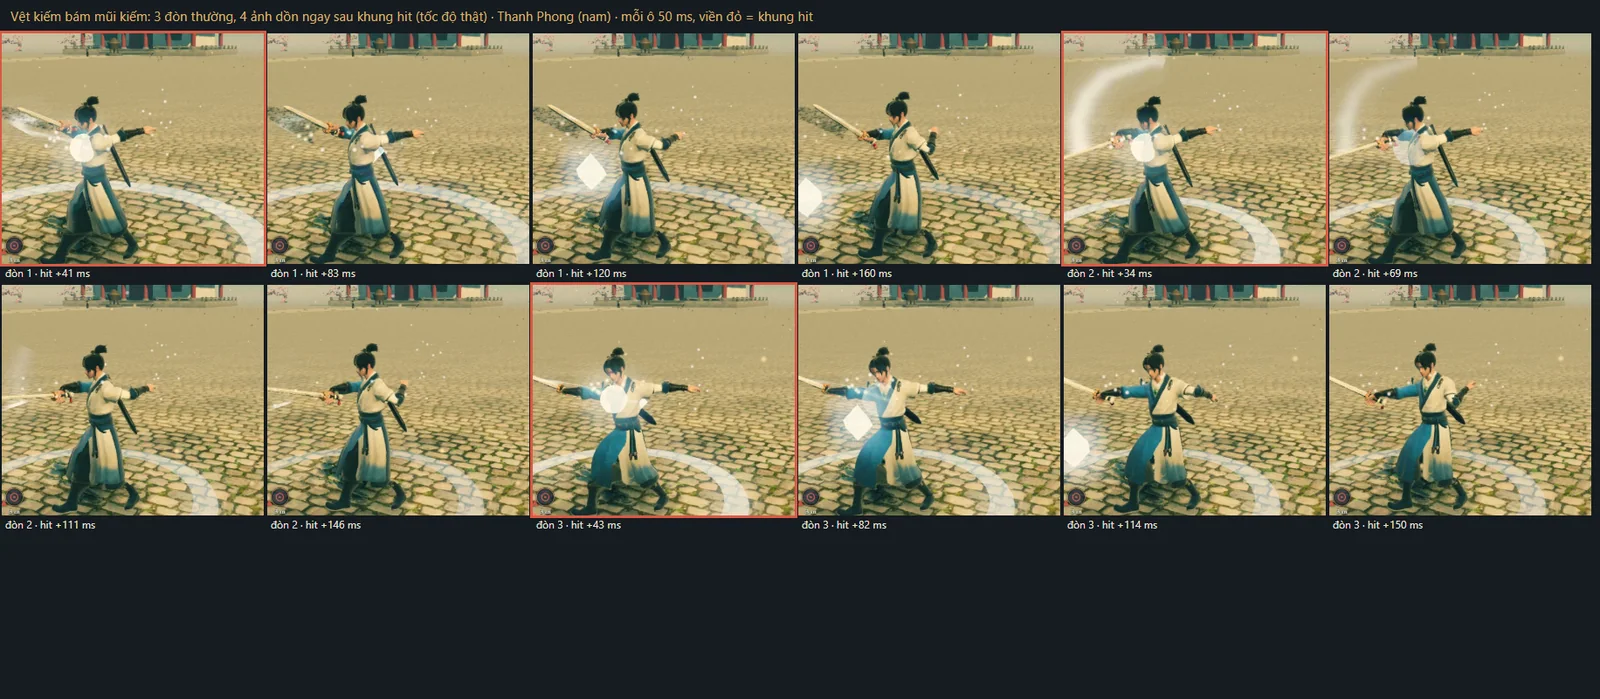 Vệt kiếm bám mũi kiếm: 3 đòn thường, 4 ảnh dồn ngay sau khung hit (tốc độ thật) · Thanh Phong (nam) · mỗi ô 50 ms, viền đỏ = khung hit
đòn 1 · hit +41 ms
đòn 1 · hit +83 ms
đòn 1 · hit +120 ms
đòn 1 · hit +160 ms
đòn 2 · hit +34 ms
đòn 2 · hit +69 ms
đòn 2 · hit +111 ms
đòn 2 · hit +146 ms
đòn 3 · hit +43 ms
đòn 3 · hit +82 ms
đòn 3 · hit +114 ms
đòn 3 · hit +150 ms